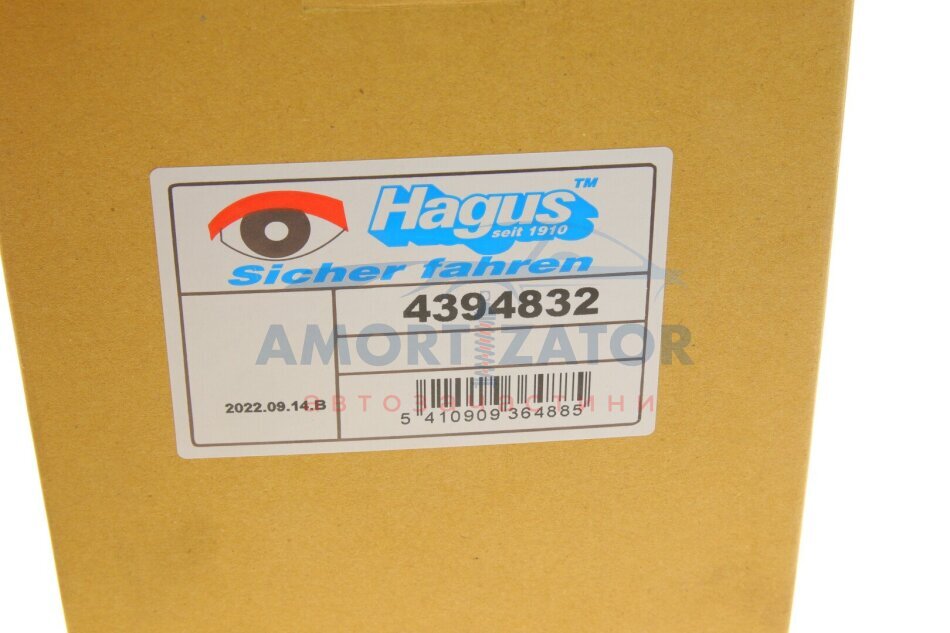 Hagus™
seit 1910
Sicher fahren
4394832
AMORTIZATOR
автозапчастини
2022.09.14.B
5 410909 364885